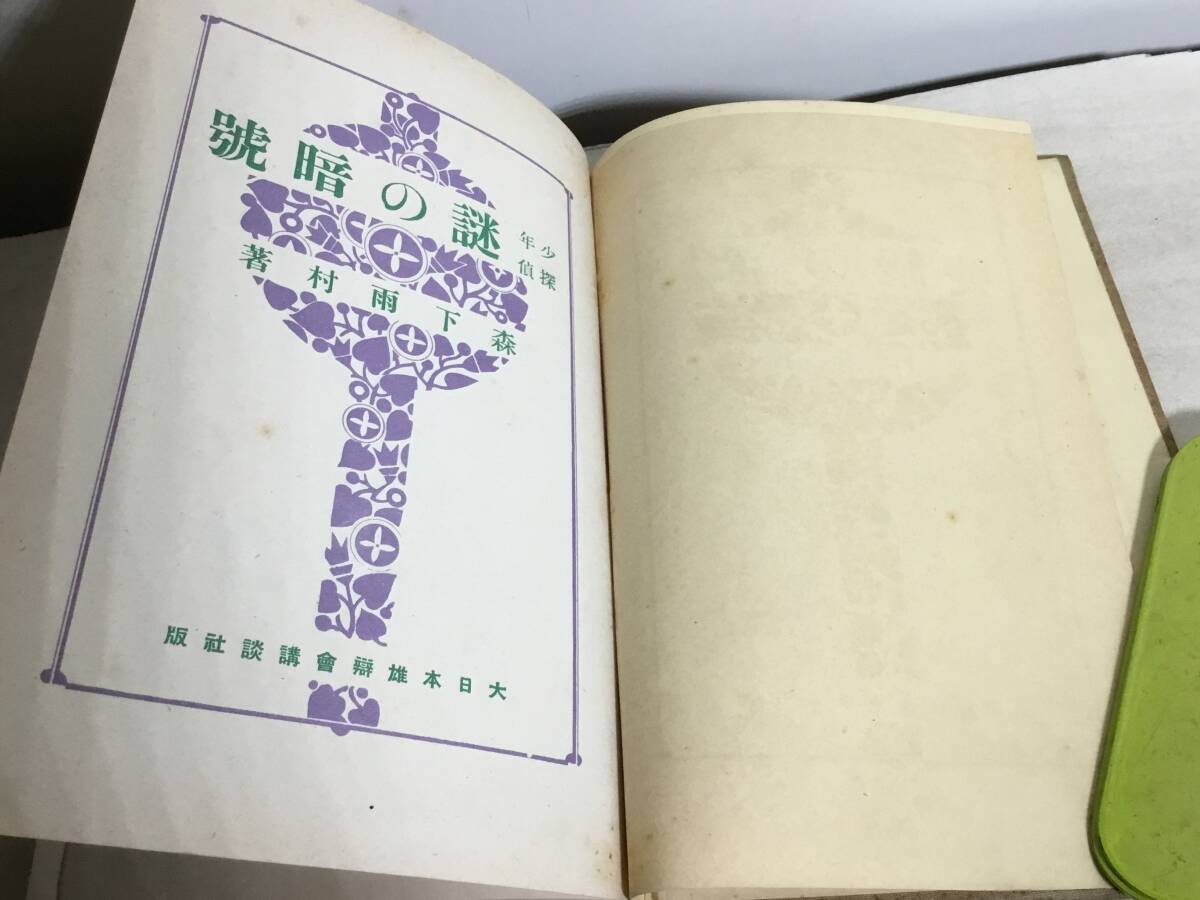 少年
探偵
謎の暗號
森下雨村著
大日本雄辯會講談社版